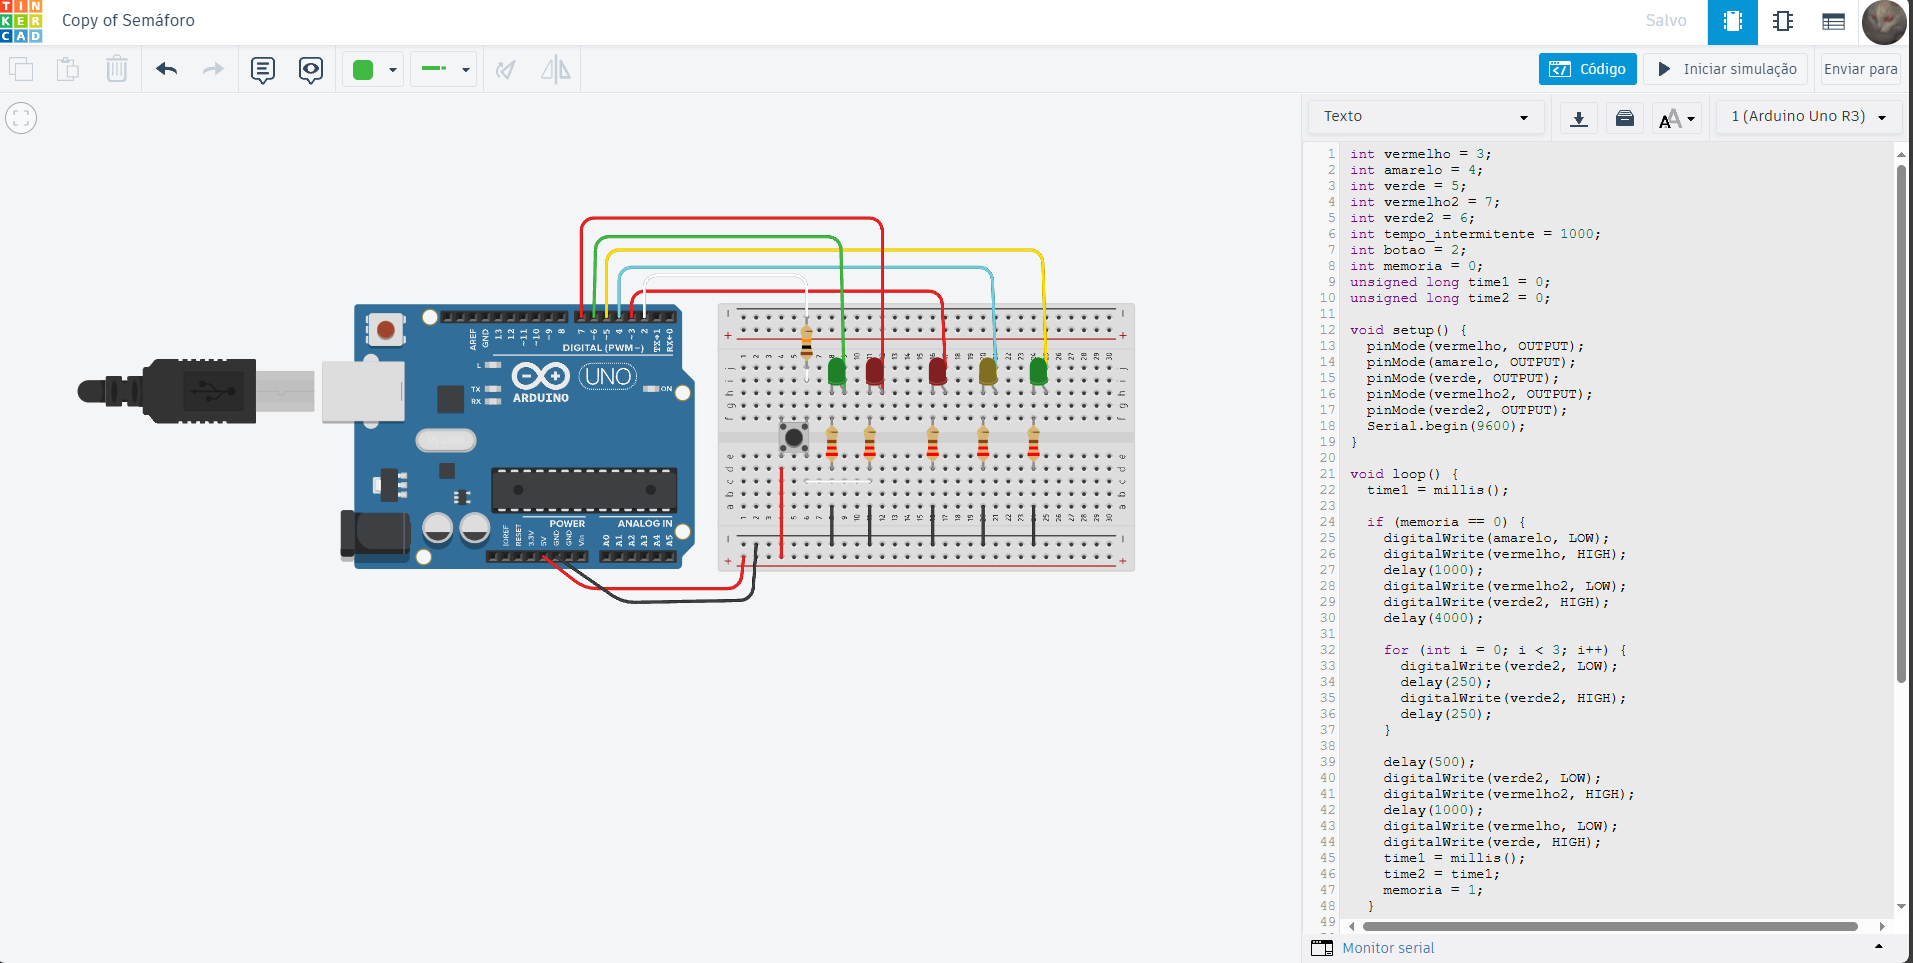 TIN
KER
CAD
Copy of Semáforo
Salvo
Código
Iniciar simulação
Enviar para
Texto
1 (Arduino Uno R3)
1 int vermelho = 3;
2 int amarelo = 4;
3 int verde = 5;
4 int vermelho2 = 7;
5 int verde2 = 6;
6 int tempo_intermitente = 1000;
7 int botao = 2;
8 int memoria = 0;
9 unsigned long time1 = 0;
10 unsigned long time2 = 0;
11
12 void setup() {
13 pinMode(vermelho, OUTPUT);
14 pinMode(amarelo, OUTPUT);
15 pinMode(verde, OUTPUT);
16 pinMode(vermelho2, OUTPUT);
17 pinMode(verde2, OUTPUT);
18 Serial.begin(9600);
19 }
20
21 void loop() {
22 time1 = millis();
23
24 if (memoria == 0) {
25 digitalWrite(amarelo, LOW);
26 digitalWrite(vermelho, HIGH);
27 delay(1000);
28 digitalWrite(vermelho2, LOW);
29 digitalWrite(verde2, HIGH);
30 delay(4000);
31
32 for (int i = 0; i < 3; i++) {
33 digitalWrite(verde2, LOW);
34 delay(250);
35 digitalWrite(verde2, HIGH);
36 delay(250);
37 }
38
39 delay(500);
40 digitalWrite(verde2, LOW);
41 digitalWrite(vermelho2, HIGH);
42 delay(1000);
43 digitalWrite(vermelho, LOW);
44 digitalWrite(verde, HIGH);
45 time1 = millis();
46 time2 = time1;
47 memoria = 1;
48 }
49
Monitor serial
AREF
GND
13
12
~11
~10
~9
8
7
~6
~5
4
~3
2
TX→1
RX←0
DIGITAL (PWM~)
L
TX
RX
ARDUINO
UNO
ON
POWER
ANALOG IN
IOREF
RESET
3.3V
5V
GND
GND
Vin
A0
A1
A2
A3
A4
A5